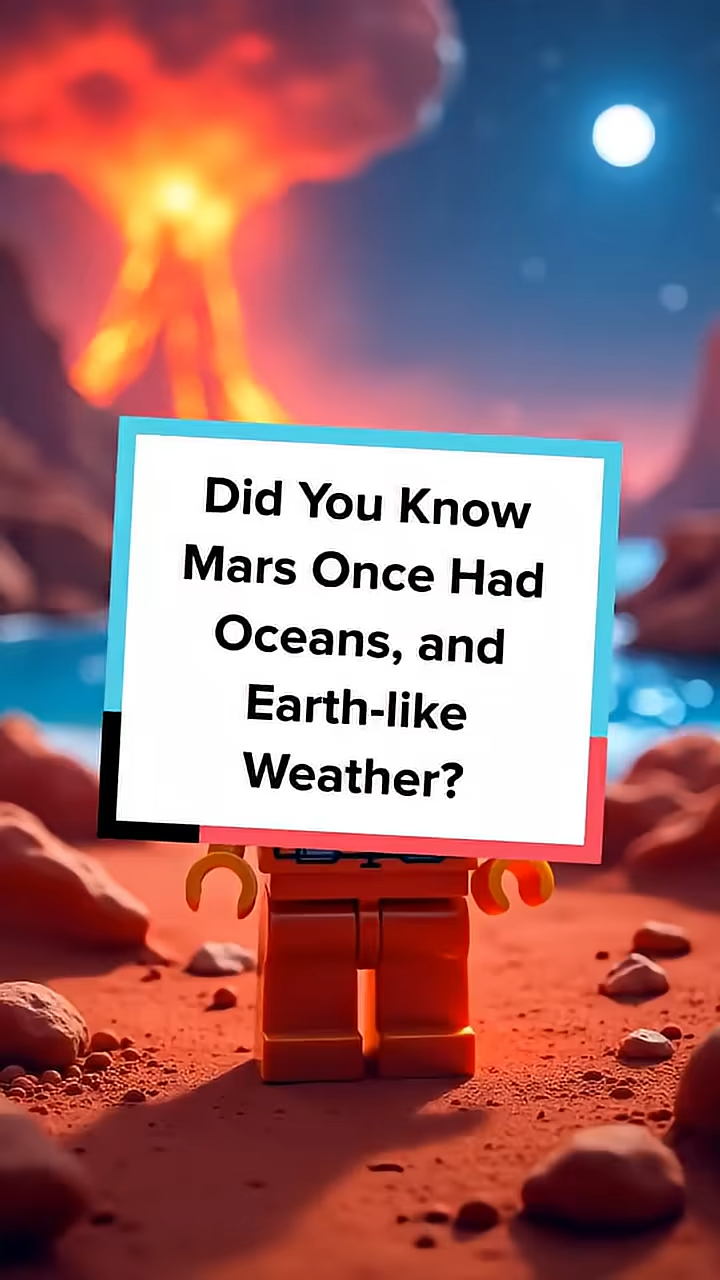 Did You Know
Mars Once Had
Oceans, and
Earth-like
Weather?